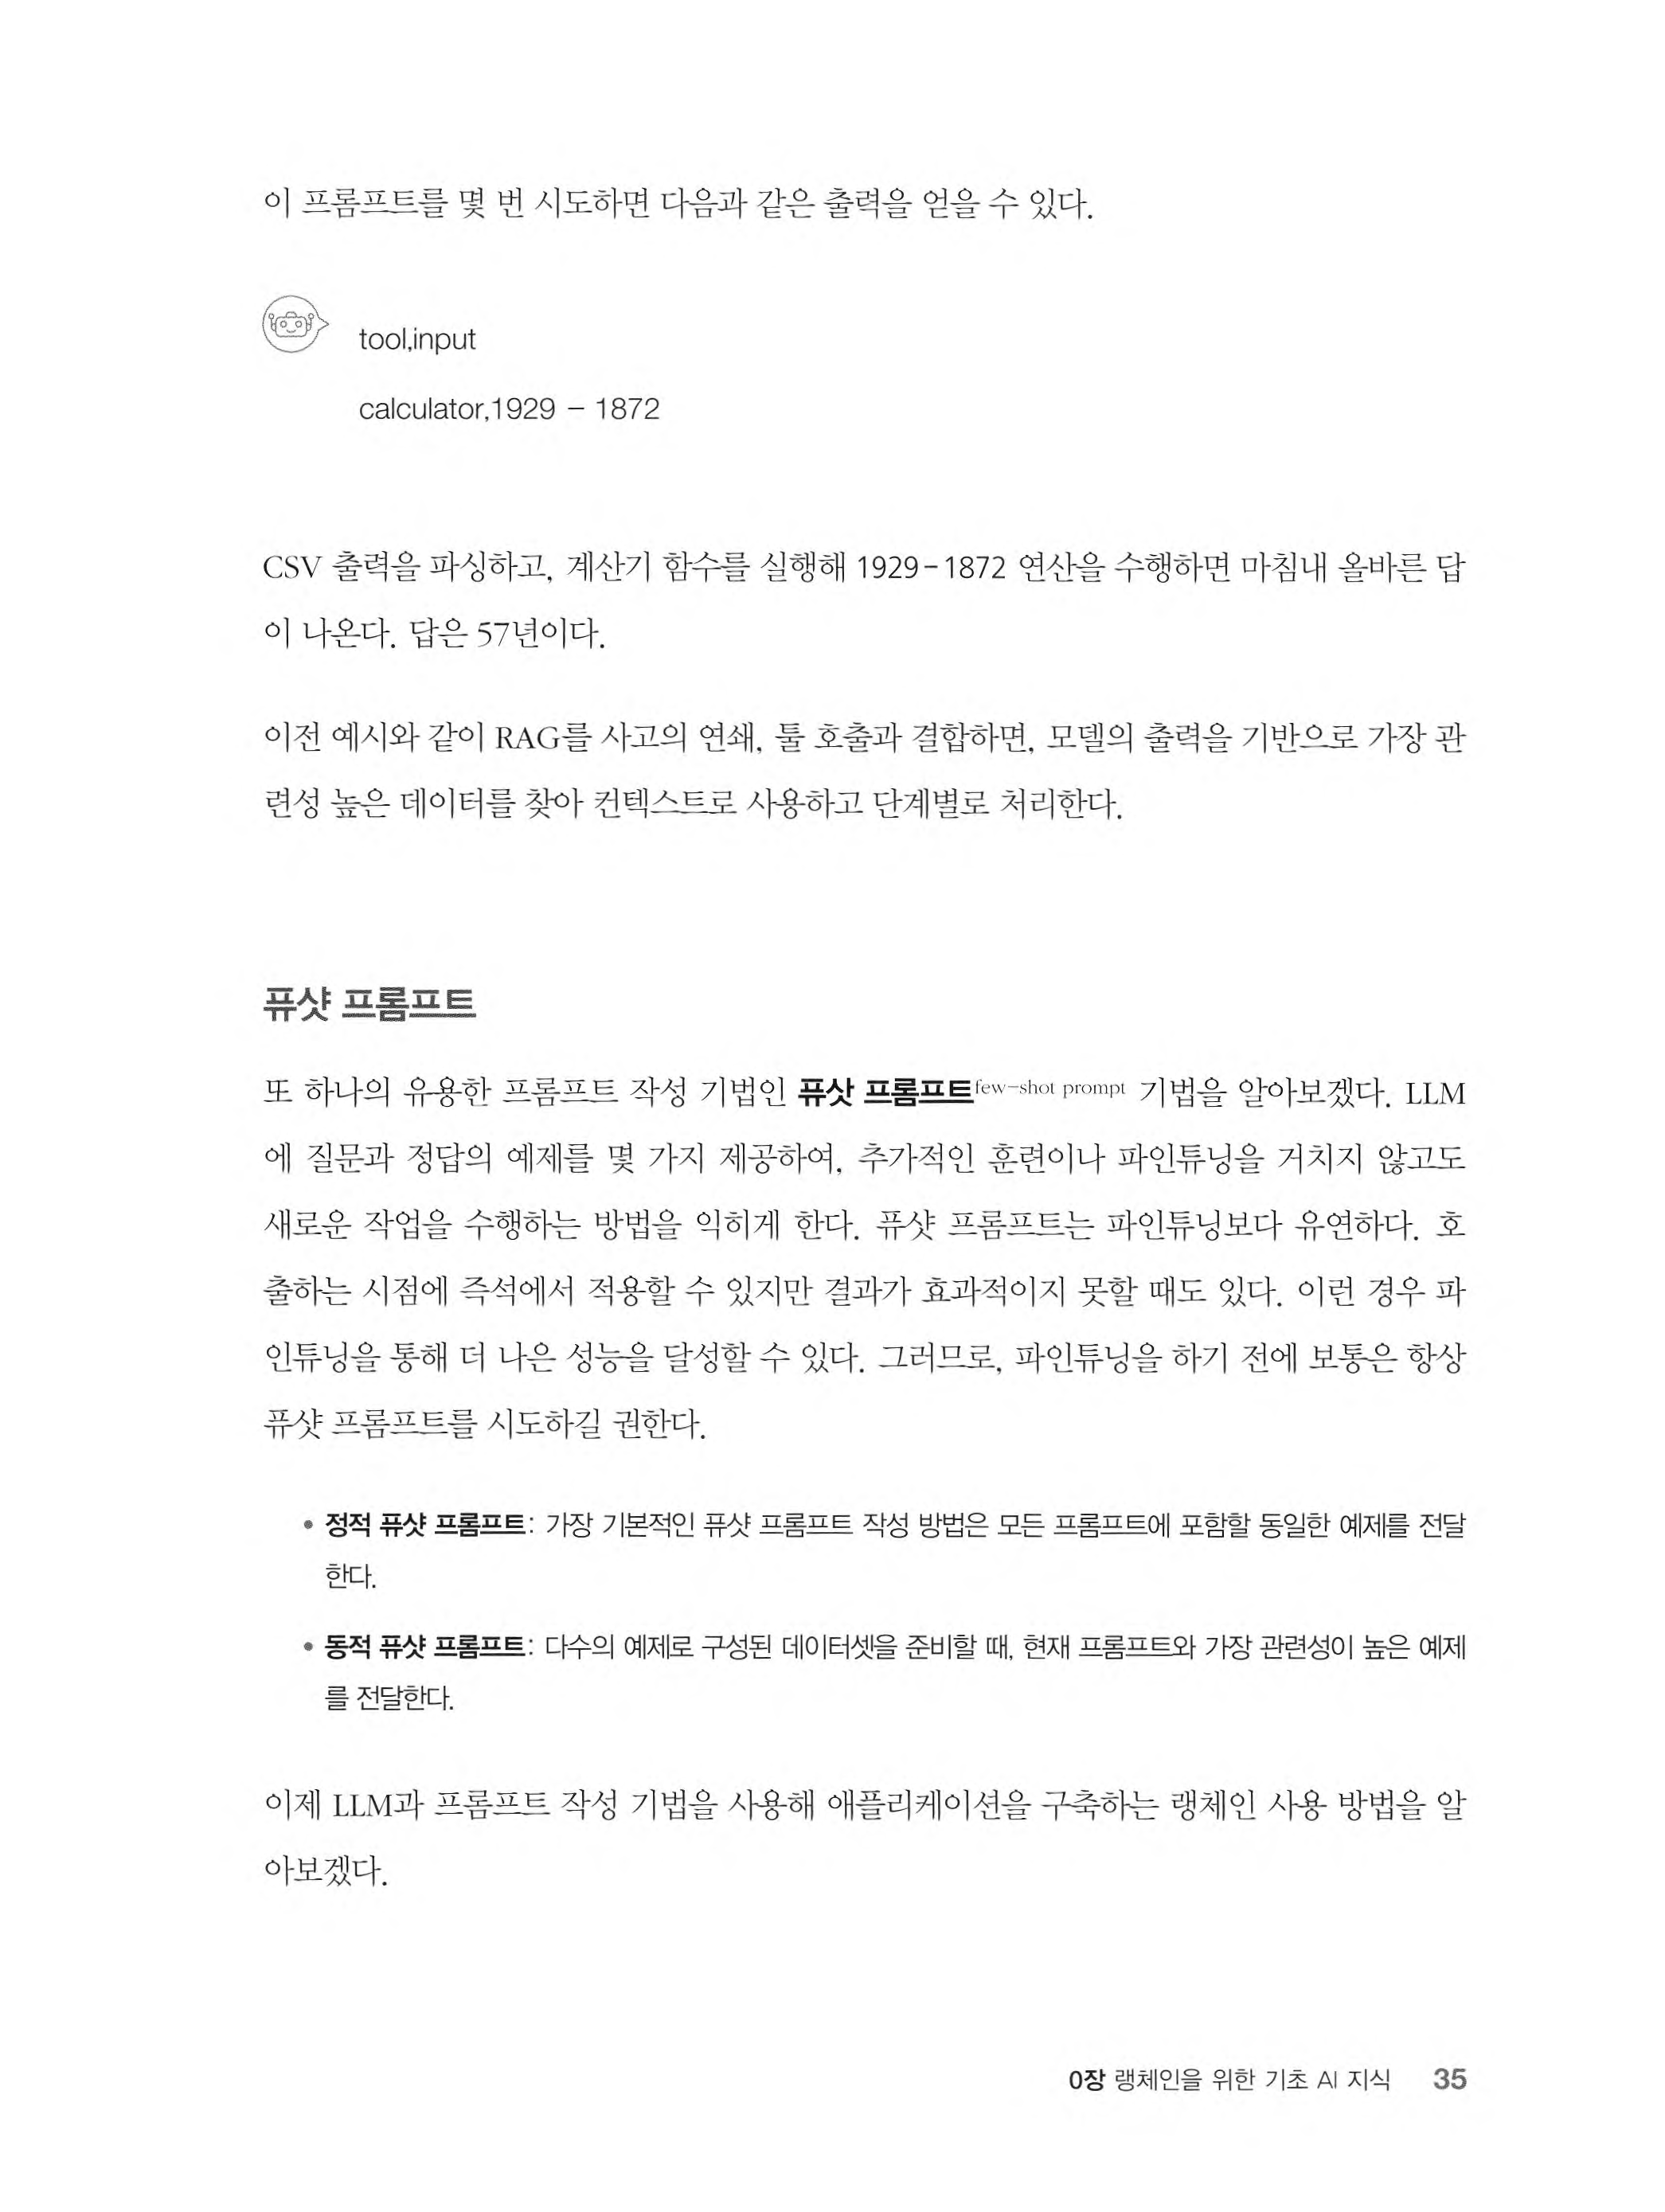 이 프롬프트를 몇 번 시도하면 다음과 같은 출력을 얻을 수 있다.
tool,input
calculator,1929 – 1872
CSV 출력을 파싱하고, 계산기 함수를 실행해 1929-1872 연산을 수행하면 마침내 올바른 답
이 나온다. 답은 57년이다.
이전 예시와 같이 RAG를 사고의 연쇄, 툴 호출과 결합하면, 모델의 출력을 기반으로 가장 관
련성 높은 데이터를 찾아 컨텍스트로 사용하고 단계별로 처리한다.
퓨샷 프롬프트
또 하나의 유용한 프롬프트 작성 기법인 퓨삿 프롬프트few-shot prompt 기법을 알아보겠다. LLM
에 질문과 정답의 예제를 몇 가지 제공하여, 추가적인 훈련이나 파인튜닝을 거치지 않고도
새로운 작업을 수행하는 방법을 익히게 한다. 퓨샷 프롬프트는 파인튜닝보다 유연하다. 호
출하는 시점에 즉석에서 적용할 수 있지만 결과가 효과적이지 못할 때도 있다. 이런 경우 파
인튜닝을 통해 더 나은 성능을 달성할 수 있다. 그러므로, 파인튜닝을 하기 전에 보통은 항상
퓨샷 프롬프트를 시도하길 권한다.
• 정적 퓨샷 프롬프트: 가장 기본적인 퓨샷 프롬프트 작성 방법은 모든 프롬프트에 포함할 동일한 예제를 전달
한다.
• 동적 퓨샷 프롬프트: 다수의 예제로 구성된 데이터셋을 준비할 때, 현재 프롬프트와 가장 관련성이 높은 예제
를 전달한다.
이제 LLM과 프롬프트 작성 기법을 사용해 애플리케이션을 구축하는 랭체인 사용 방법을 알
아보겠다.
0장 랭체인을 위한 기초 AI 지식 35